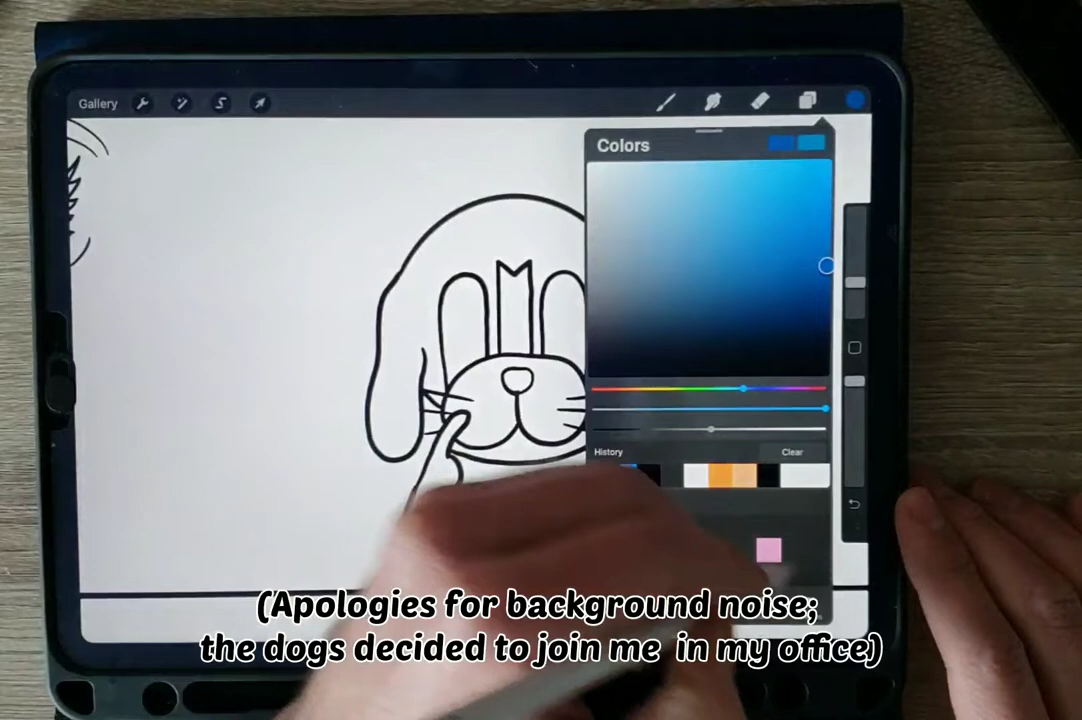 Gallery
Colors
History
Clear
(Apologies for background noise;
the dogs decided to join me in my office)